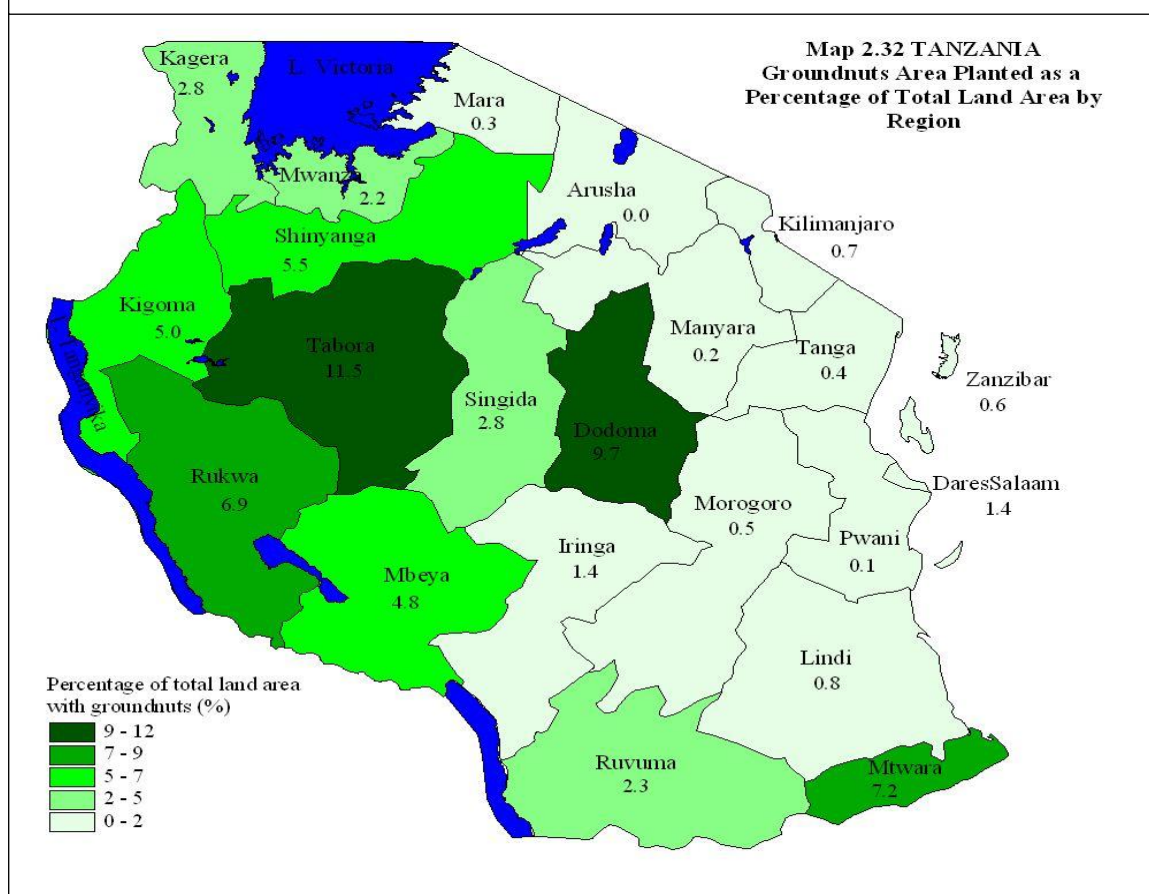 Map 2.32 TANZANIA
Groundnuts Area Planted as a
Percentage of Total Land Area by
Region
Kagera
2.8
L. Victoria
Mara
0.3
Mwanza
2.2
Arusha
0.0
Kilimanjaro
0.7
Shinyanga
5.5
Kigoma
5.0
L. Tanganyika
Tabora
11.5
Singida
2.8
Dodoma
9.7
Manyara
0.2
Tanga
0.4
Zanzibar
0.6
Rukwa
6.9
Morogoro
0.5
DaresSalaam
1.4
Pwani
0.1
Iringa
1.4
Mbeya
4.8
Lindi
0.8
Ruvuma
2.3
Mtwara
7.2
Percentage of total land area
with groundnuts (%)
9 - 12
7 - 9
5 - 7
2 - 5
0 - 2